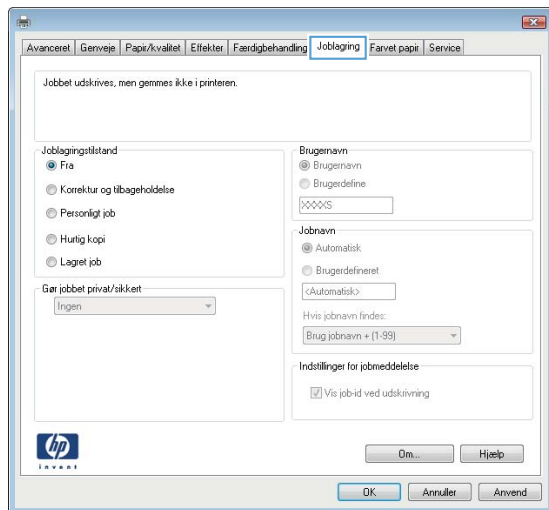 Avanceret Genveje Papir/kvalitet Effekter Færdigbehandling Joblagring Farvet papir Service
Jobbet udskrives, men gemmes ikke i printeren.
Joblagringstilstand
Fra
Korrektur og tilbageholdelse
Personligt job
Hurtig kopi
Lagret job
Gør jobbet privat/sikkert
Ingen
Brugernavn
Brugernavn
Brugerdefine
XXXXS
Jobnavn
Automatisk
Brugerdefineret
<Automatisk>
Hvis jobnavn findes:
Brug jobnavn + (1-99)
Indstillinger for jobmeddelelse
Vis job-id ved udskrivning
hp
invent
Om... Hjælp
OK Annuller Anvend